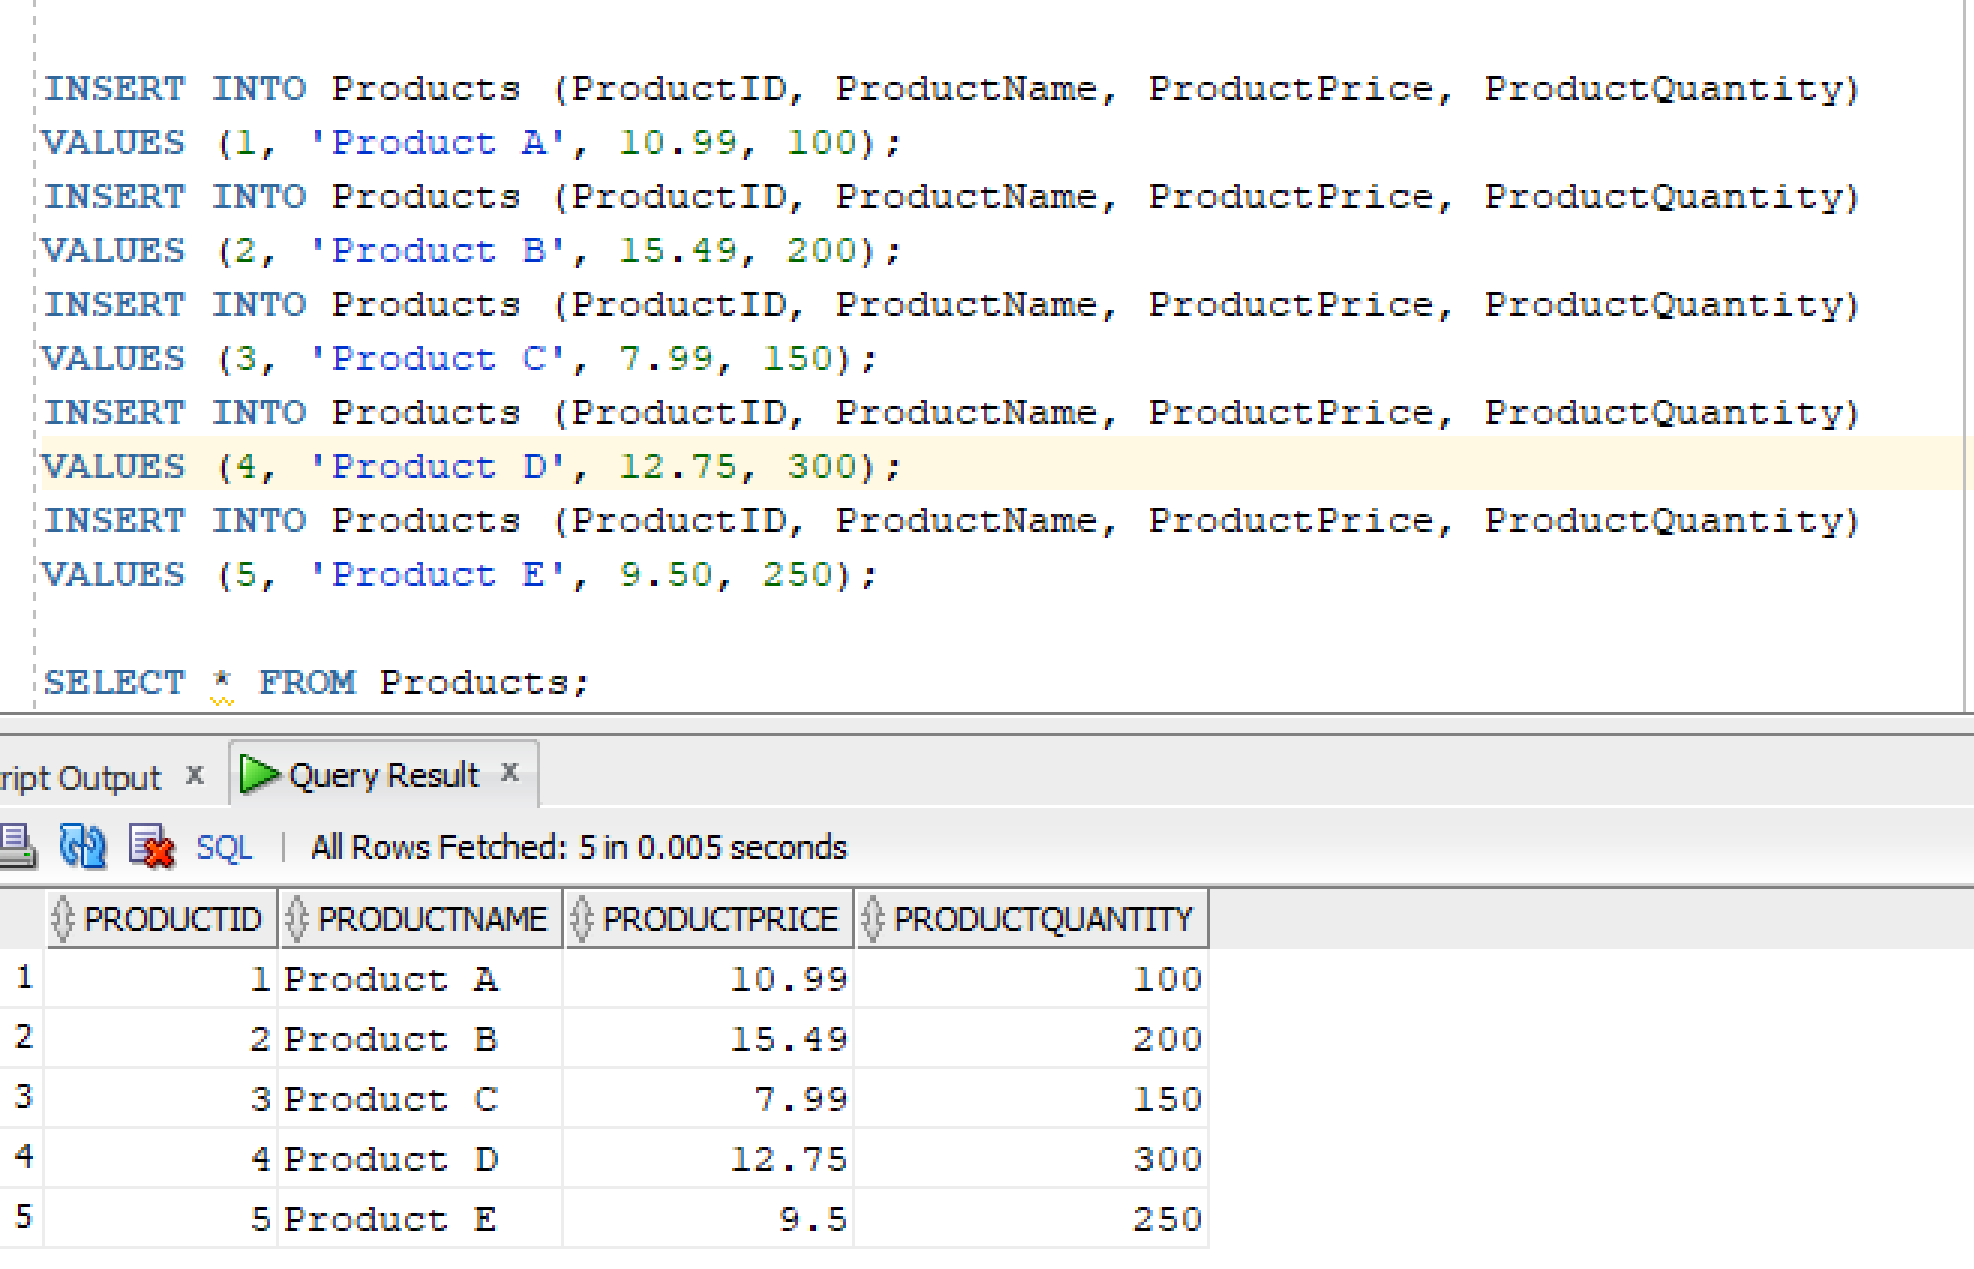 INSERT INTO Products (ProductID, ProductName, ProductPrice, ProductQuantity)
VALUES (1, 'Product A', 10.99, 100);
INSERT INTO Products (ProductID, ProductName, ProductPrice, ProductQuantity)
VALUES (2, 'Product B', 15.49, 200);
INSERT INTO Products (ProductID, ProductName, ProductPrice, ProductQuantity)
VALUES (3, 'Product C', 7.99, 150);
INSERT INTO Products (ProductID, ProductName, ProductPrice, ProductQuantity)
VALUES (4, 'Product D', 12.75, 300);
INSERT INTO Products (ProductID, ProductName, ProductPrice, ProductQuantity)
VALUES (5, 'Product E', 9.50, 250);
SELECT * FROM Products;
ript Output x Query Result x
SQL | All Rows Fetched: 5 in 0.005 seconds
PRODUCTID PRODUCTNAME PRODUCTPRICE PRODUCTQUANTITY
1 1 Product A 10.99 100
2 2 Product B 15.49 200
3 3 Product C 7.99 150
4 4 Product D 12.75 300
5 5 Product E 9.5 250